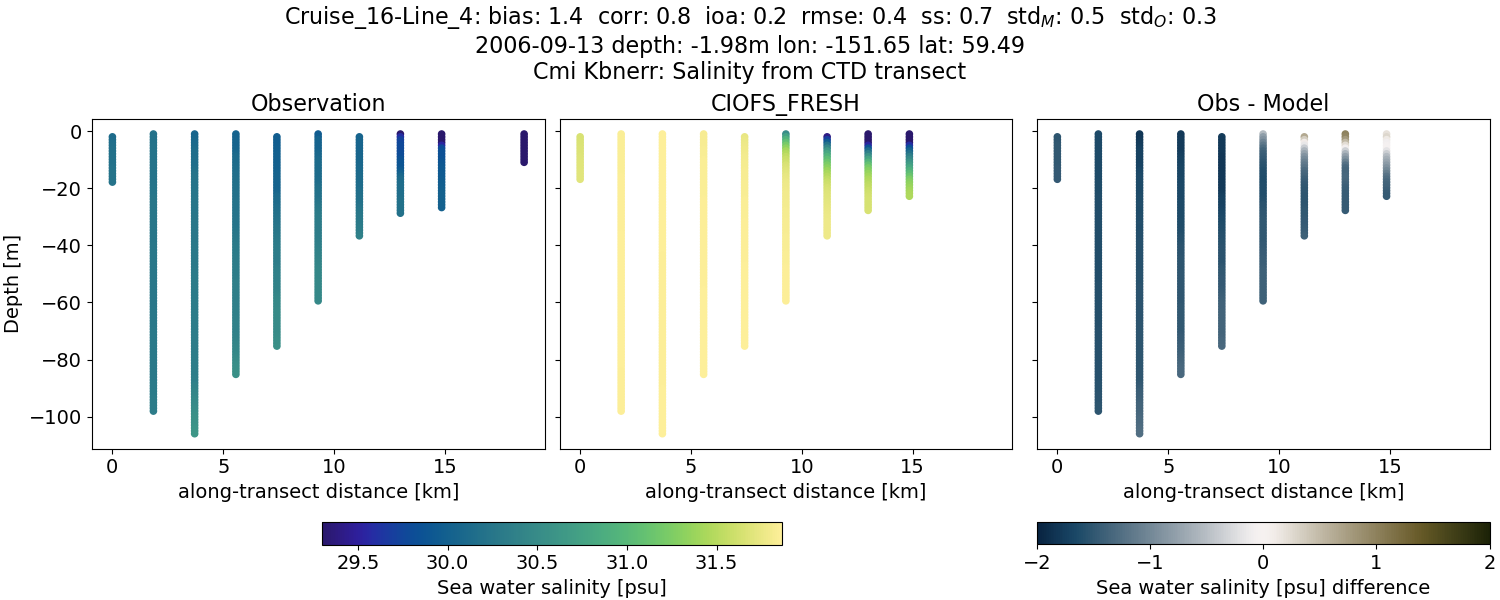 Cruise_16-Line_4: bias: 1.4 corr: 0.8 ioa: 0.2 rmse: 0.4 ss: 0.7 std_M: 0.5 std_O: 0.3
2006-09-13 depth: -1.98m lon: -151.65 lat: 59.49
Cmi Kbnerr: Salinity from CTD transect
Observation
CIOFS_FRESH
Obs - Model
Depth [m]
0
−20
−40
−60
−80
−100
0 5 10 15
0 5 10 15
0 5 10 15
along-transect distance [km]
along-transect distance [km]
along-transect distance [km]
29.5 30.0 30.5 31.0 31.5
Sea water salinity [psu]
−2 −1 0 1 2
Sea water salinity [psu] difference